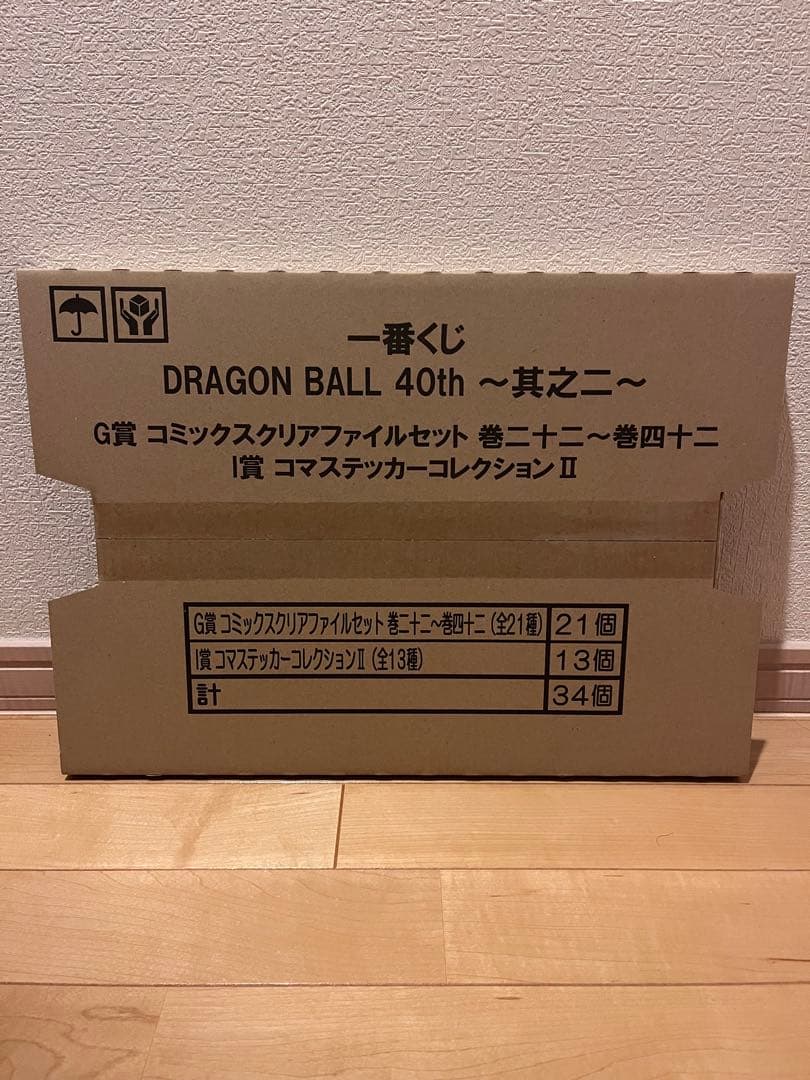 一番くじ
DRAGON BALL 40th 〜其之二〜
G賞 コミックスクリアファイルセット 巻二十二〜巻四十二
I賞 コマステッカーコレクションⅡ
G賞 コミックスクリアファイルセット 巻二十二〜巻四十二 (全21種) 21個
I賞 コマステッカーコレクションⅡ (全13種) 13個
計 34個